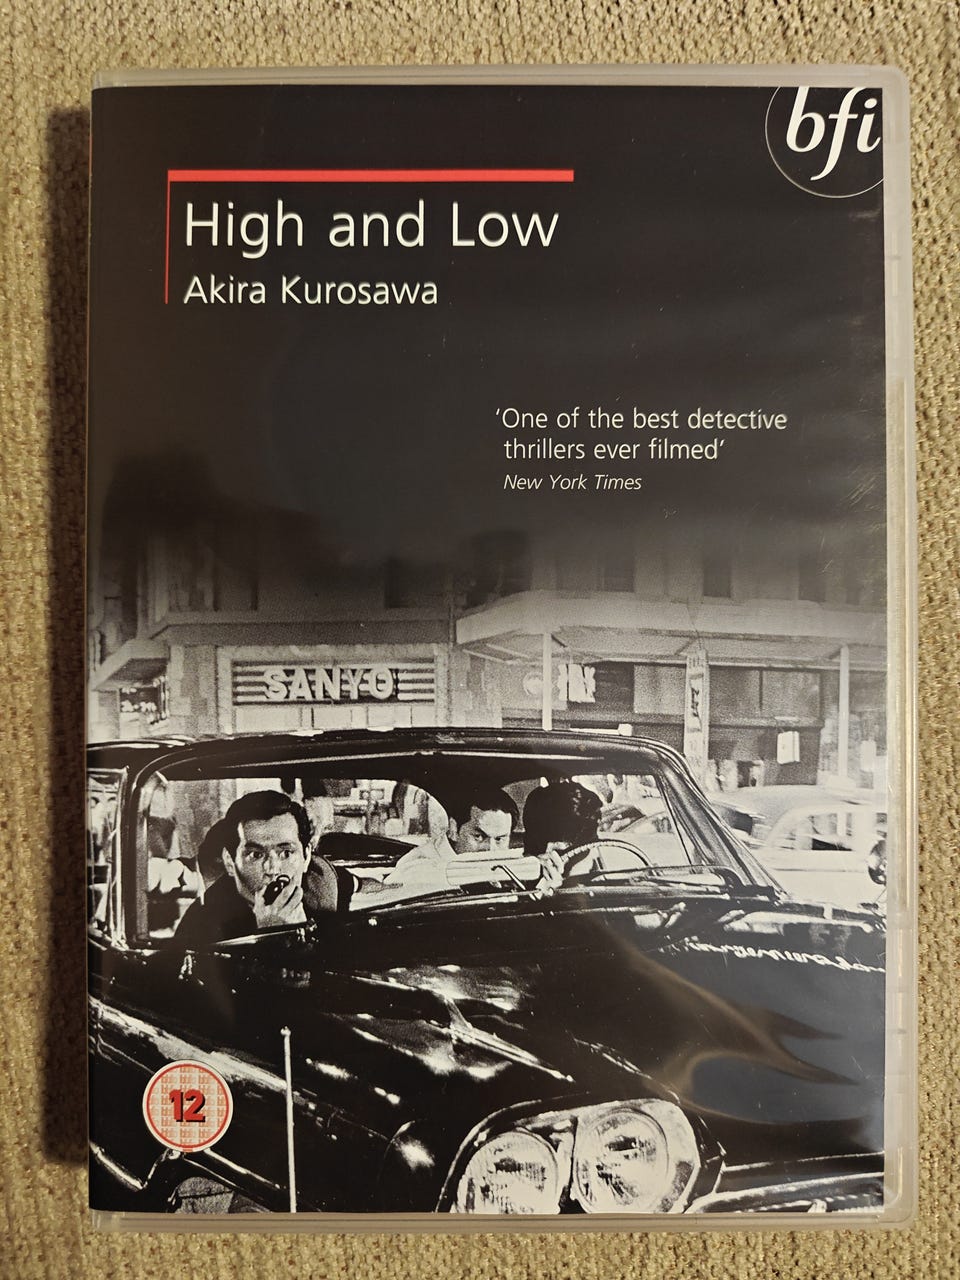 bfi
High and Low
Akira Kurosawa
‘One of the best detective
thrillers ever filmed’
New York Times
SANYO
12